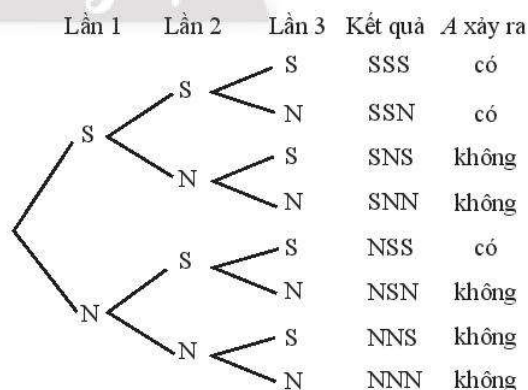 Lần 1 Lần 2 Lần 3 Kết quả A xảy ra
S SSS có
S
N SSN có
S
S SNS không
N
N SNN không
S NSS có
S
N NSN không
N
S NNS không
N
N NNN không